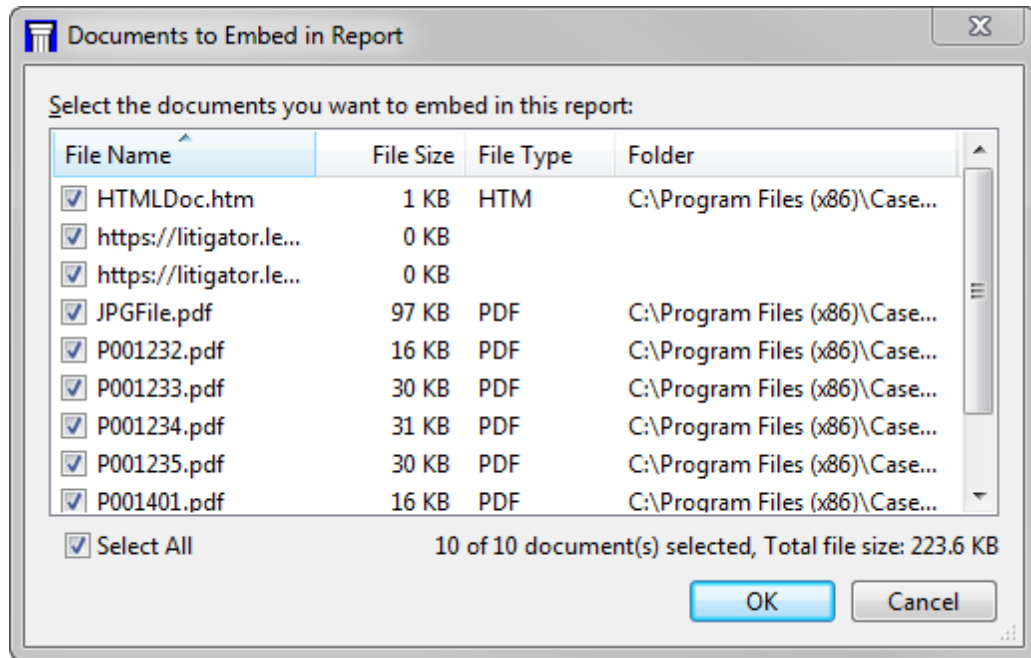 Documents to Embed in Report
Select the documents you want to embed in this report:
File Name File Size File Type Folder
HTMLDoc.htm 1 KB HTM C:\Program Files (x86)\Case...
https://litigator.le... 0 KB
https://litigator.le... 0 KB
JPGFile.pdf 97 KB PDF C:\Program Files (x86)\Case...
P001232.pdf 16 KB PDF C:\Program Files (x86)\Case...
P001233.pdf 30 KB PDF C:\Program Files (x86)\Case...
P001234.pdf 31 KB PDF C:\Program Files (x86)\Case...
P001235.pdf 30 KB PDF C:\Program Files (x86)\Case...
P001401.pdf 16 KB PDF C:\Program Files (x86)\Case...
Select All 10 of 10 document(s) selected, Total file size: 223.6 KB
OK Cancel